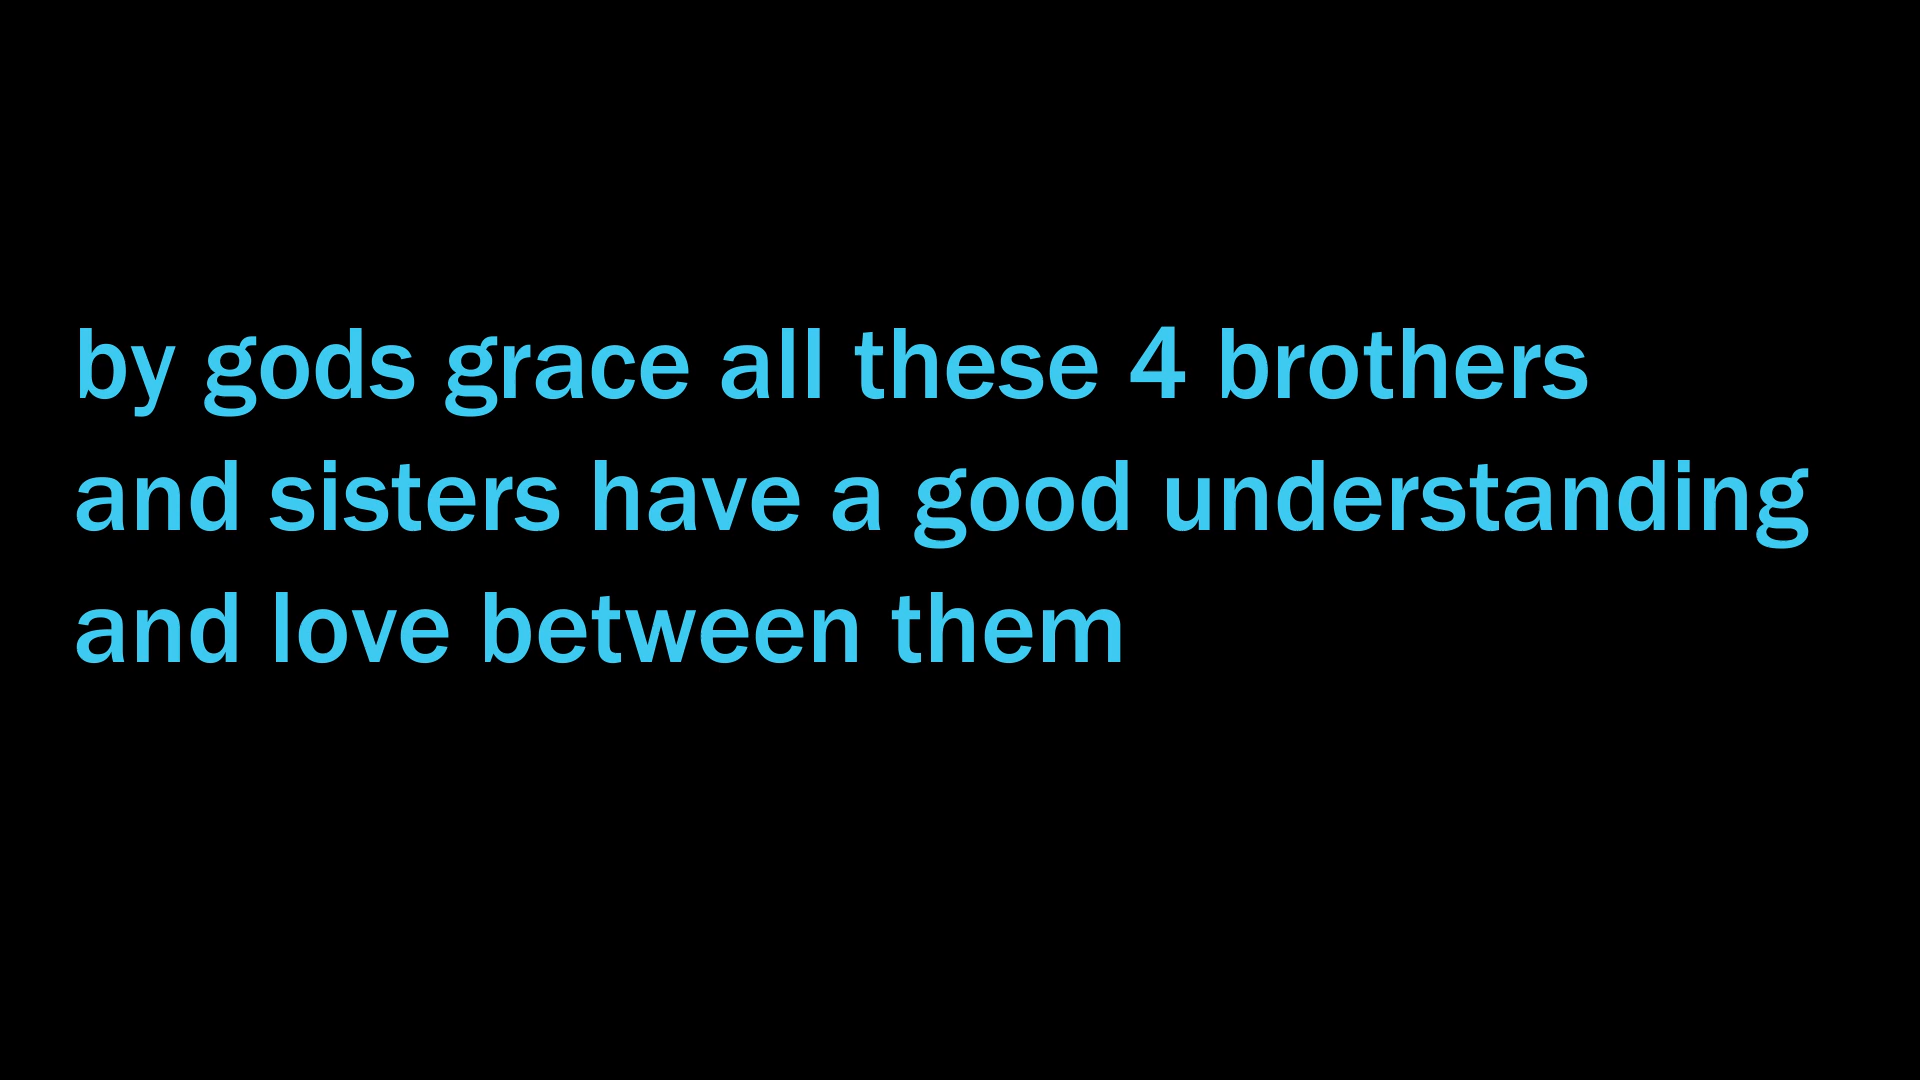 by gods grace all these 4 brothers
and sisters have a good understanding
and love between them